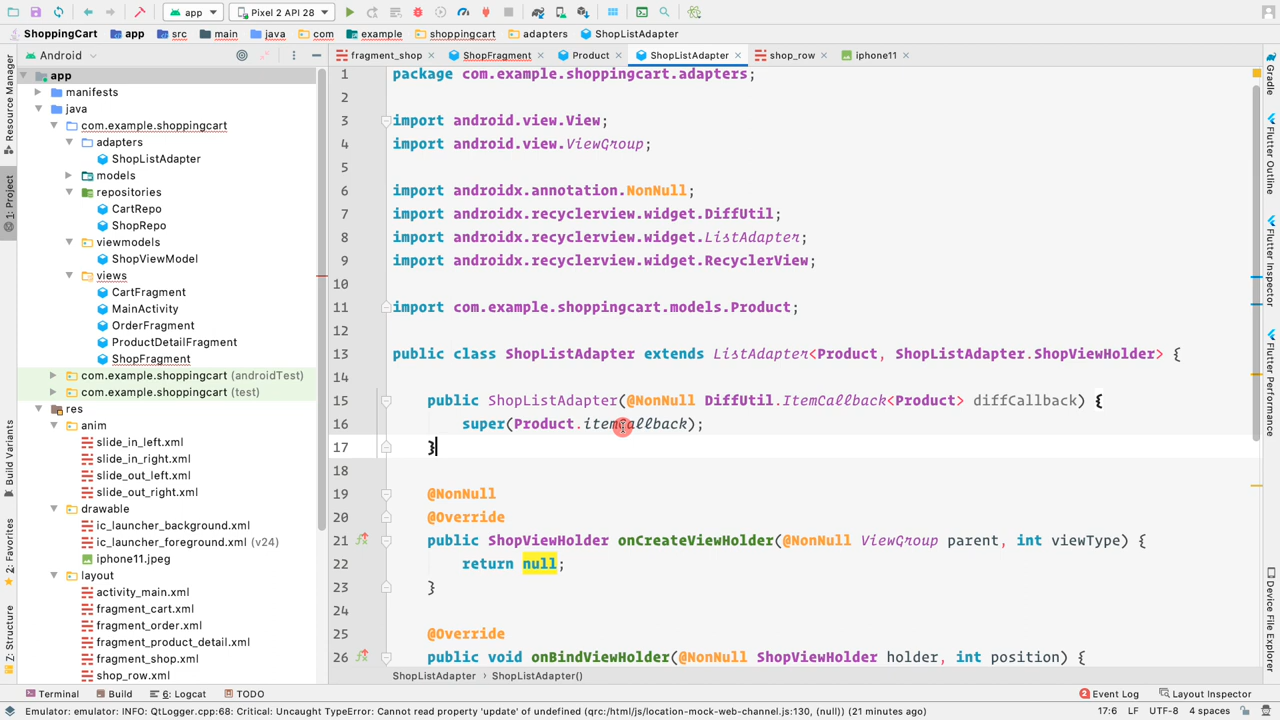 app
Pixel 2 API 28
ShoppingCart app src main java com example shoppingcart adapters ShopListAdapter
Android
fragment_shop ShopFragment Product ShopListAdapter shop_row iphone11
app
manifests
java
com.example.shoppingcart
adapters
ShopListAdapter
models
repositories
CartRepo
ShopRepo
viewmodels
ShopViewModel
views
CartFragment
MainActivity
OrderFragment
ProductDetailFragment
ShopFragment
com.example.shoppingcart (androidTest)
com.example.shoppingcart (test)
res
anim
slide_in_left.xml
slide_in_right.xml
slide_out_left.xml
slide_out_right.xml
drawable
ic_launcher_background.xml
ic_launcher_foreground.xml (v24)
iphone11.jpeg
layout
activity_main.xml
fragment_cart.xml
fragment_order.xml
fragment_product_detail.xml
fragment_shop.xml
shop_row.xml
Resource Manager
1: Project
Build Variants
2: Favorites
7: Structure
1 package com.example.shoppingcart.adapters;
2
3 import android.view.View;
4 import android.view.ViewGroup;
5
6 import androidx.annotation.NonNull;
7 import androidx.recyclerview.widget.DiffUtil;
8 import androidx.recyclerview.widget.ListAdapter;
9 import androidx.recyclerview.widget.RecyclerView;
10
11 import com.example.shoppingcart.models.Product;
12
13 public class ShopListAdapter extends ListAdapter<Product, ShopListAdapter.ShopViewHolder> {
14
15 public ShopListAdapter(@NonNull DiffUtil.ItemCallback<Product> diffCallback) {
16 super(Product.itemCallback);
17 }
18
19 @NonNull
20 @Override
21 public ShopViewHolder onCreateViewHolder(@NonNull ViewGroup parent, int viewType) {
22 return null;
23 }
24
25 @Override
26 public void onBindViewHolder(@NonNull ShopViewHolder holder, int position) {
ShopListAdapter › ShopListAdapter()
Gradle
Flutter Outline
Flutter Inspector
Flutter Performance
Device File Explorer
Terminal Build 6: Logcat TODO 2 Event Log Layout Inspector
Emulator: emulator: INFO: QtLogger.cpp:68: Critical: Uncaught TypeError: Cannot read property 'update' of undefined (qrc:/html/js/location-mock-web-channel.js:130, (null)) (21 minutes ago) 17:6 LF UTF-8 4 spaces